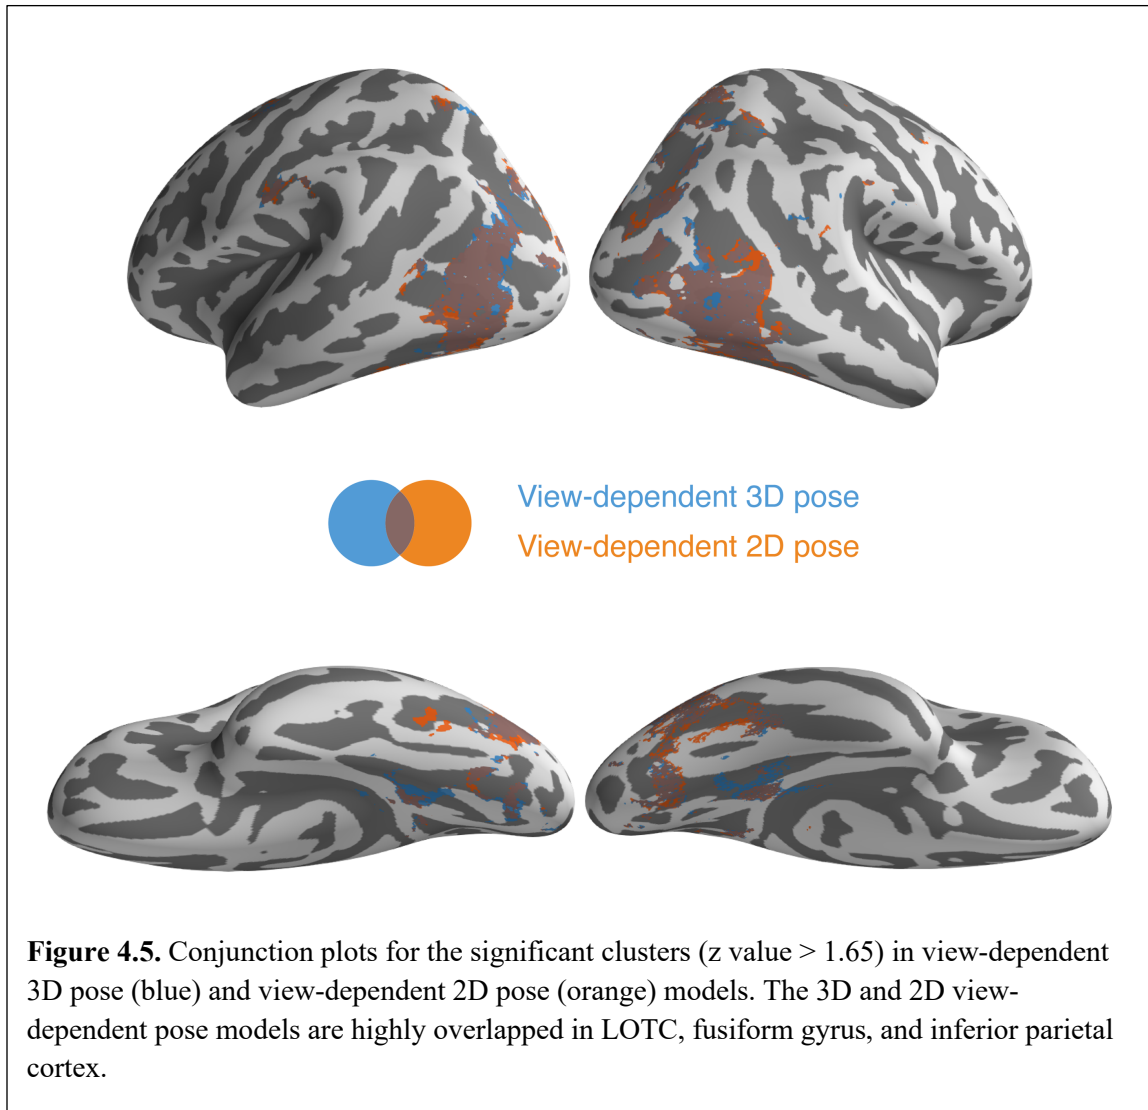 View-dependent 3D pose
View-dependent 2D pose
Figure 4.5. Conjunction plots for the significant clusters (z value > 1.65) in view-dependent
3D pose (blue) and view-dependent 2D pose (orange) models. The 3D and 2D view-
dependent pose models are highly overlapped in LOTC, fusiform gyrus, and inferior parietal
cortex.